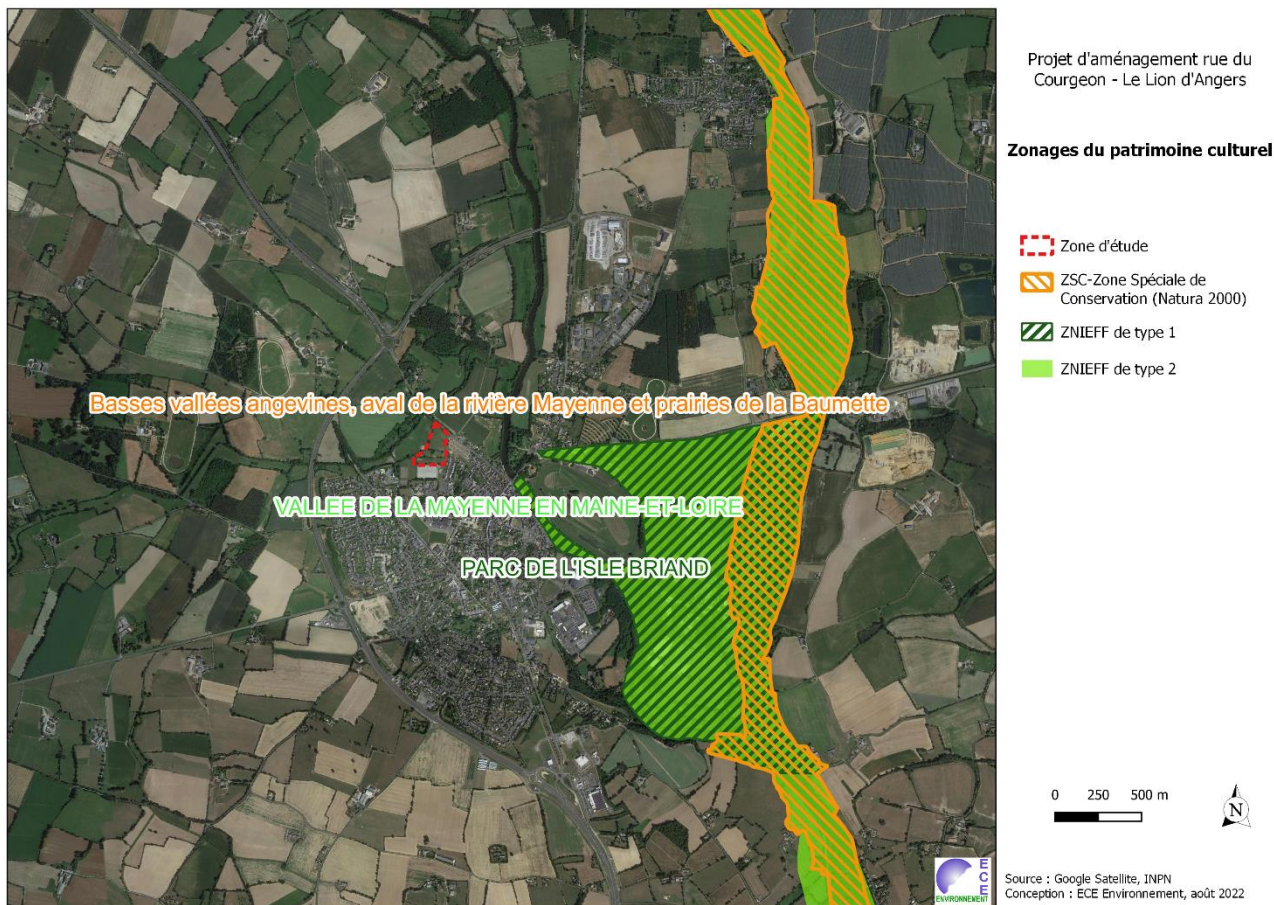 Projet d'aménagement rue du
Courgeon - Le Lion d'Angers
Zonages du patrimoine culturel
Zone d'étude
ZSC-Zone Spéciale de
Conservation (Natura 2000)
ZNIEFF de type 1
ZNIEFF de type 2
Basses vallées angevines, aval de la rivière Mayenne et prairies de la Baumette
VALLEE DE LA MAYENNE EN MAINE-ET-LOIRE
PARC DE L'ISLE BRIAND
0 250 500 m
N
ECE
ENVIRONNEMENT
Source : Google Satellite, INPN
Conception : ECE Environnement, août 2022